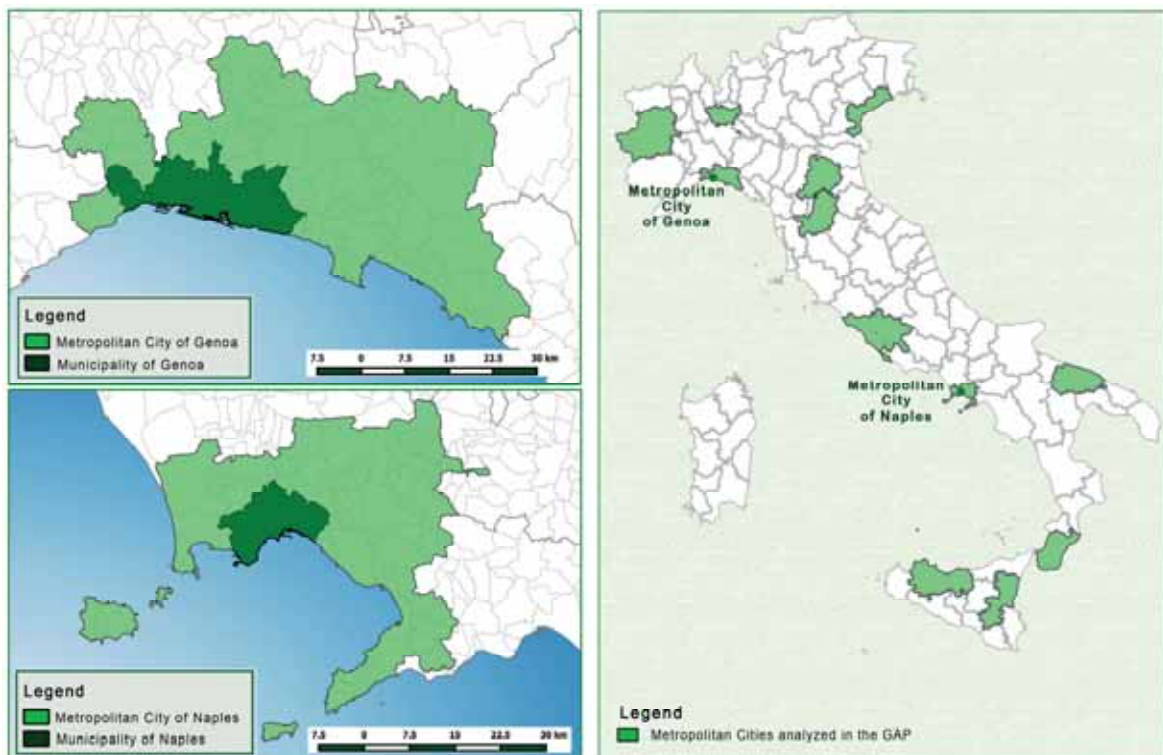 Legend
Metropolitan City of Genoa
Municipality of Genoa
7.5 0 7.5 15 22.5 30 km
Legend
Metropolitan City of Naples
Municipality of Naples
7.5 0 7.5 15 22.5 30 km
Metropolitan
City
of Genoa
Metropolitan
City
of Naples
Legend
Metropolitan Cities analyzed in the GAP